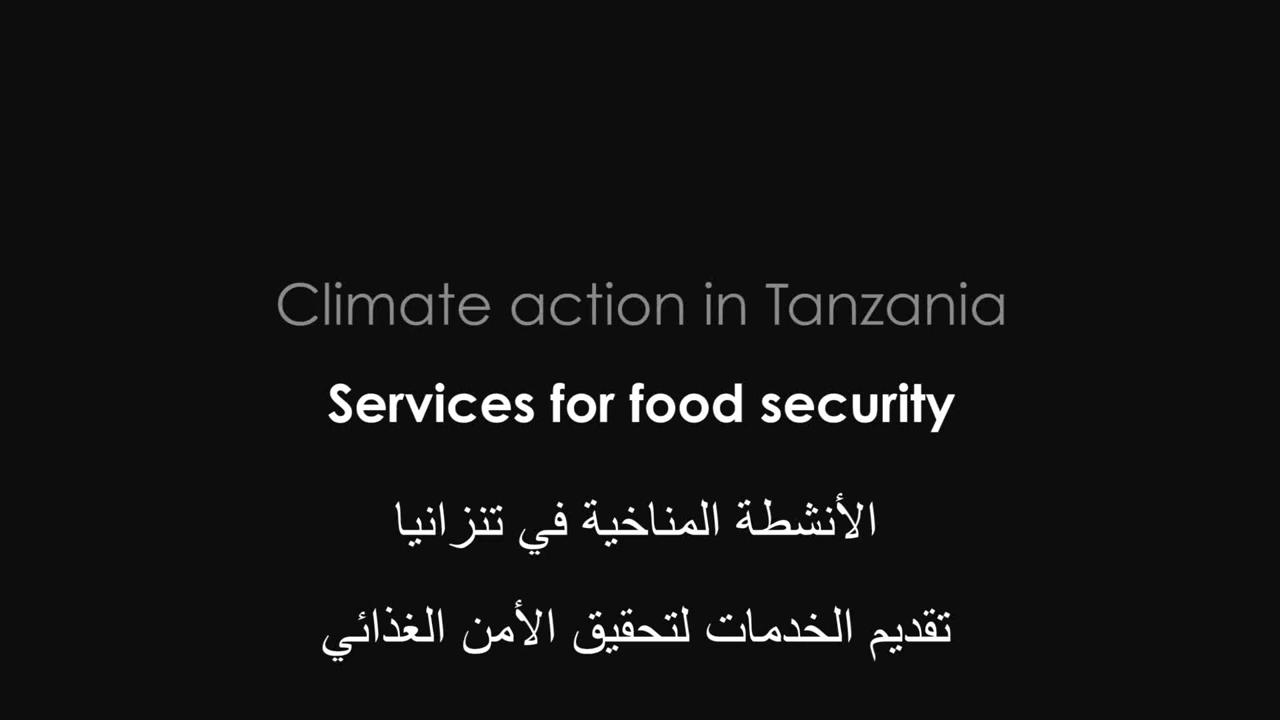 Climate action in Tanzania
Services for food security
الأنشطة المناخية في تنزانيا
تقديم الخدمات لتحقيق الأمن الغذائي